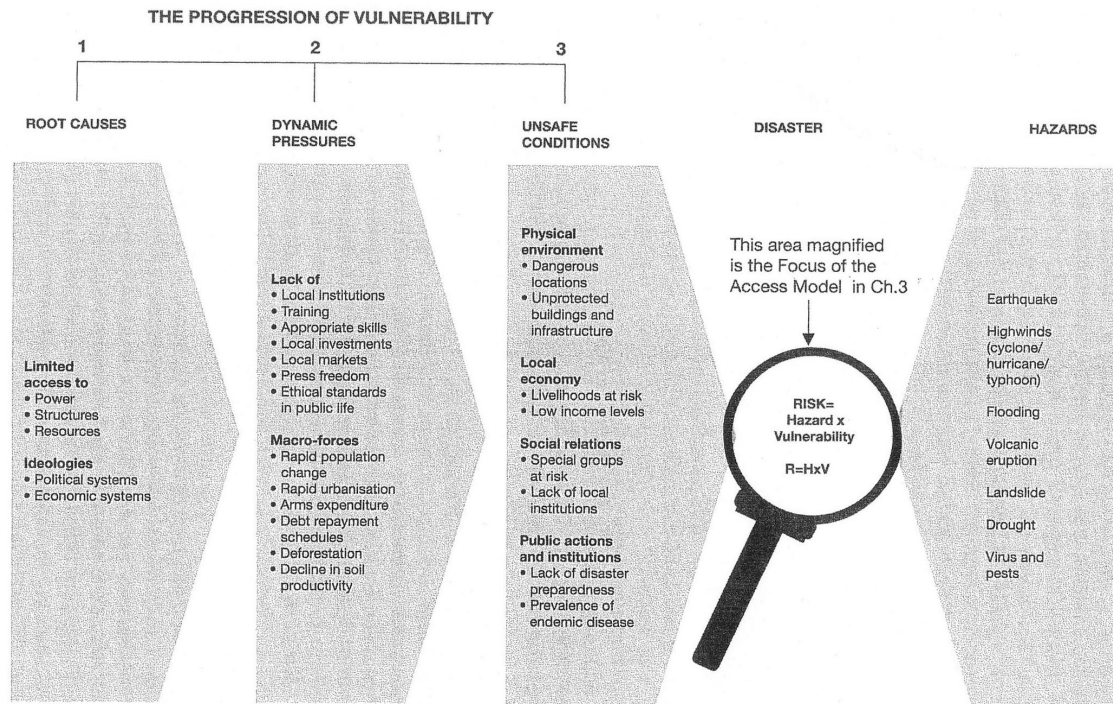 THE PROGRESSION OF VULNERABILITY
1
2
3
ROOT CAUSES
DYNAMIC
PRESSURES
UNSAFE
CONDITIONS
DISASTER
HAZARDS
Limited
access to
• Power
• Structures
• Resources
Ideologies
• Political systems
• Economic systems
Lack of
• Local institutions
• Training
• Appropriate skills
• Local investments
• Local markets
• Press freedom
• Ethical standards
in public life
Macro-forces
• Rapid population
change
• Rapid urbanisation
• Arms expenditure
• Debt repayment
schedules
• Deforestation
• Decline in soil
productivity
Physical
environment
• Dangerous
locations
• Unprotected
buildings and
infrastructure
Local
economy
• Livelihoods at risk
• Low income levels
Social relations
• Special groups
at risk
• Lack of local
institutions
Public actions
and institutions
• Lack of disaster
preparedness
• Prevalence of
endemic disease
This area magnified
is the Focus of the
Access Model in Ch.3
RISK=
Hazard x
Vulnerability
R=HxV
Earthquake
Highwinds
(cyclone/
hurricane/
typhoon)
Flooding
Volcanic
eruption
Landslide
Drought
Virus and
pests